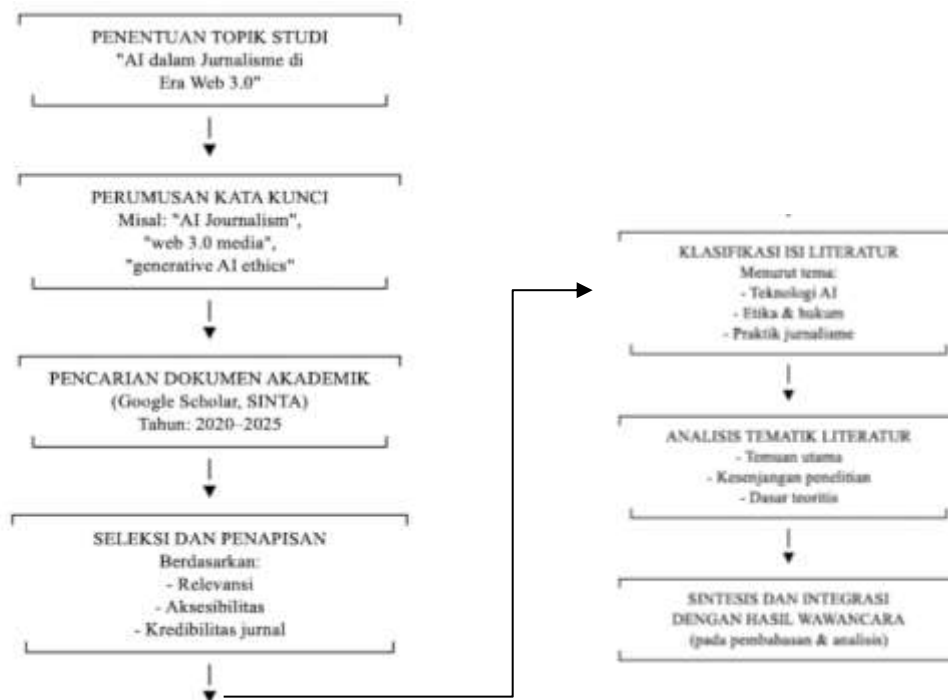 PENENTUAN TOPIK STUDI
"AI dalam Jurnalisme di
Era Web 3.0"
PERUMUSAN KATA KUNCI
Misal: "AI Journalism",
"web 3.0 media",
"generative AI ethics"
PENCARIAN DOKUMEN AKADEMIK
(Google Scholar, SINTA)
Tahun: 2020–2025
SELEKSI DAN PENAPISAN
Berdasarkan:
- Relevansi
- Aksesibilitas
- Kredibilitas jurnal
KLASIFIKASI ISI LITERATUR
Menurut tema:
- Teknologi AI
- Etika & hukum
- Praktik jurnalisme
ANALISIS TEMATIK LITERATUR
- Temuan utama
- Kesenjangan penelitian
- Dasar teoritis
SINTESIS DAN INTEGRASI
DENGAN HASIL WAWANCARA
(pada pembahasan & analisis)